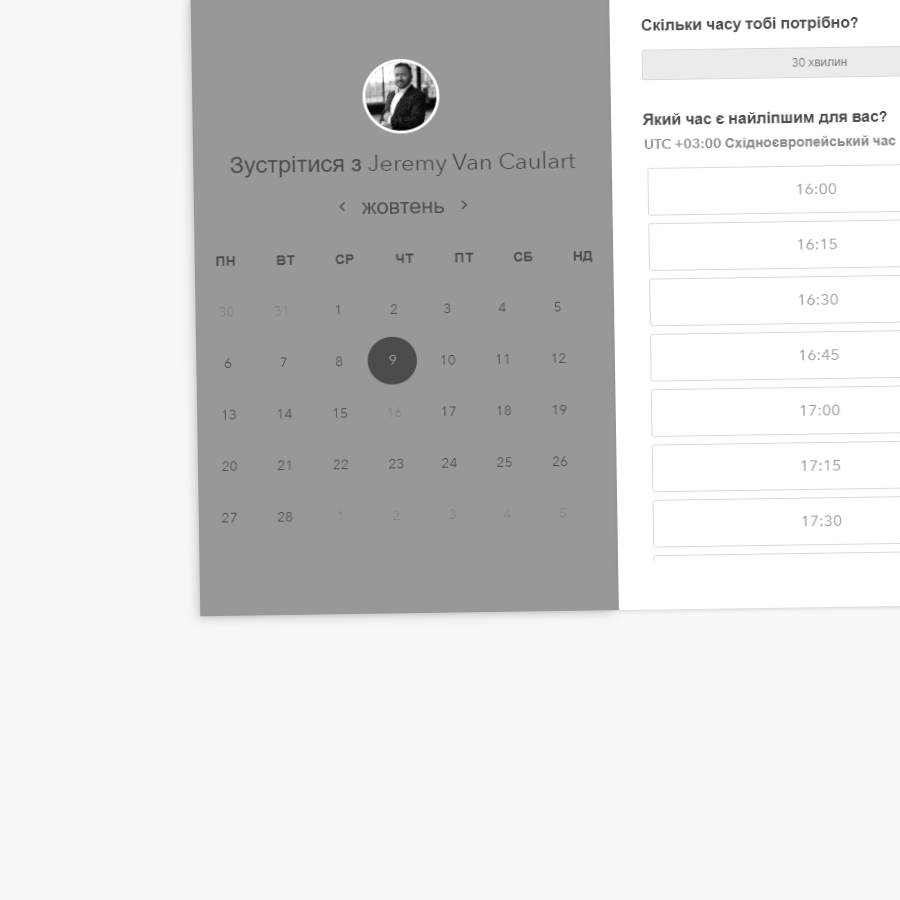 Зустрітися з Jeremy Van Caulart
жовтень
ПН ВТ СР ЧТ ПТ СБ НД
30 31 1 2 3 4 5
6 7 8 9 10 11 12
13 14 15 16 17 18 19
20 21 22 23 24 25 26
27 28 1 2 3 4 5
Скільки часу тобі потрібно?
30 хвилин
Який час є найліпшим для вас?
UTC +03:00 Східноєвропейський час
16:00
16:15
16:30
16:45
17:00
17:15
17:30